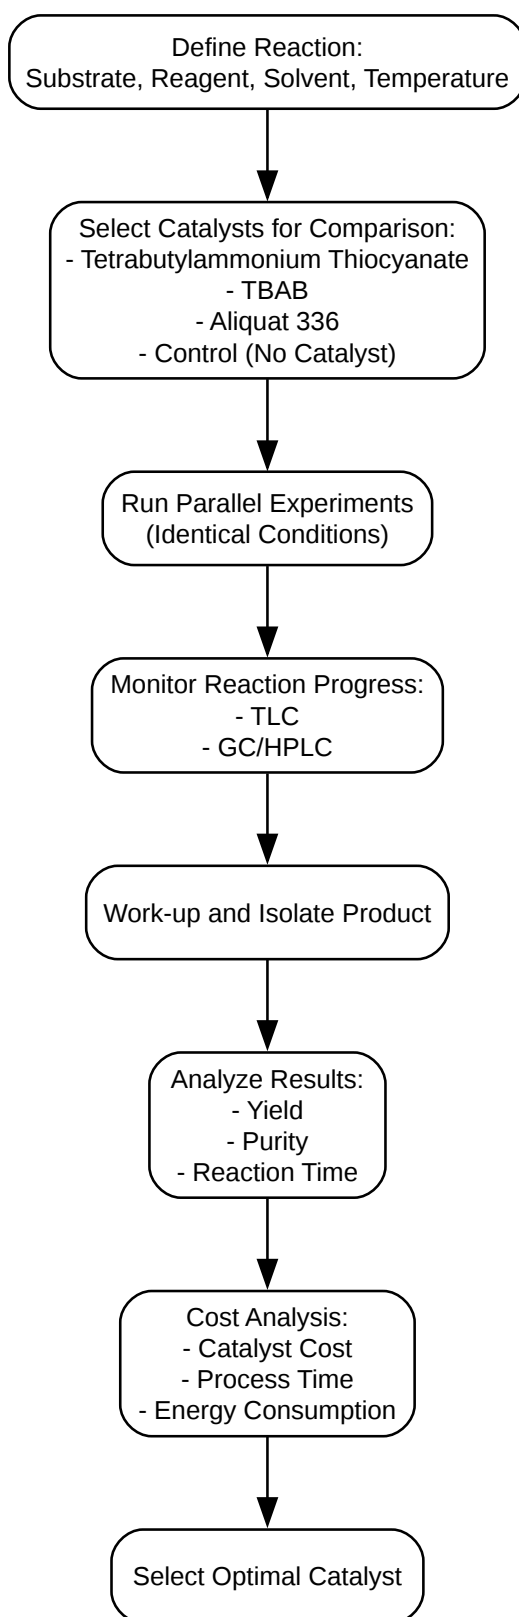 Define Reaction:
Substrate, Reagent, Solvent, Temperature
Select Catalysts for Comparison:
- Tetrabutylammonium Thiocyanate
- TBAB
- Aliquat 336
- Control (No Catalyst)
Run Parallel Experiments
(Identical Conditions)
Monitor Reaction Progress:
- TLC
- GC/HPLC
Work-up and Isolate Product
Analyze Results:
- Yield
- Purity
- Reaction Time
Cost Analysis:
- Catalyst Cost
- Process Time
- Energy Consumption
Select Optimal Catalyst